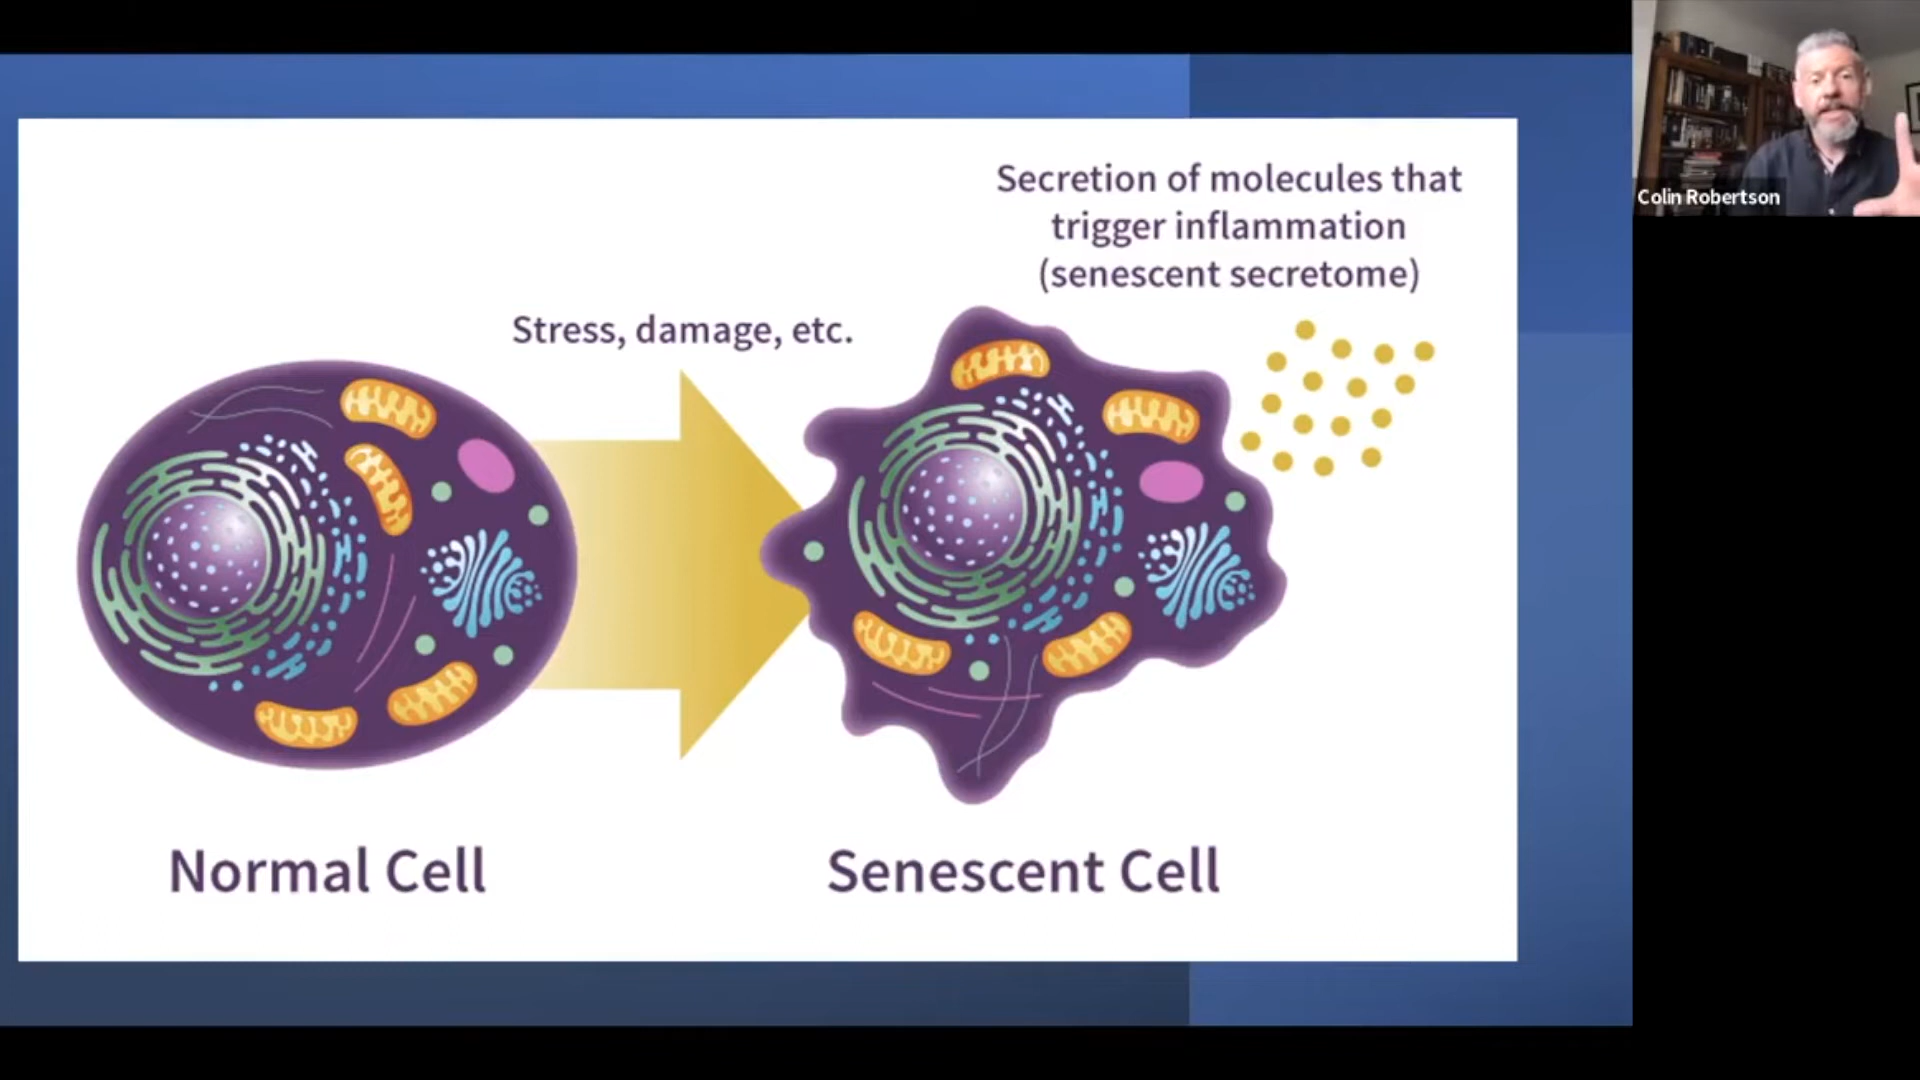 Secretion of molecules that
trigger inflammation
(senescent secretome)
Stress, damage, etc.
Normal Cell
Senescent Cell
Colin Robertson